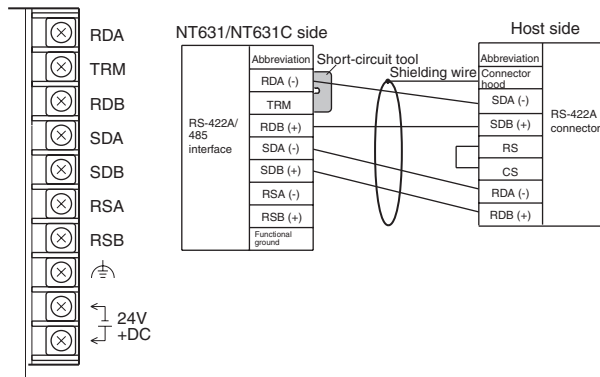 RDA
TRM
RDB
SDA
SDB
RSA
RSB
24V
+DC
NT631/NT631C side
Host side
Abbreviation
Short-circuit tool
Shielding wire
RS-422A/
485
interface
RDA (-)
TRM
RDB (+)
SDA (-)
SDB (+)
RSA (-)
RSB (+)
Functional
ground
Abbreviation
Connector
hood
SDA (-)
SDB (+)
RS
CS
RDA (-)
RDB (+)
RS-422A
connector